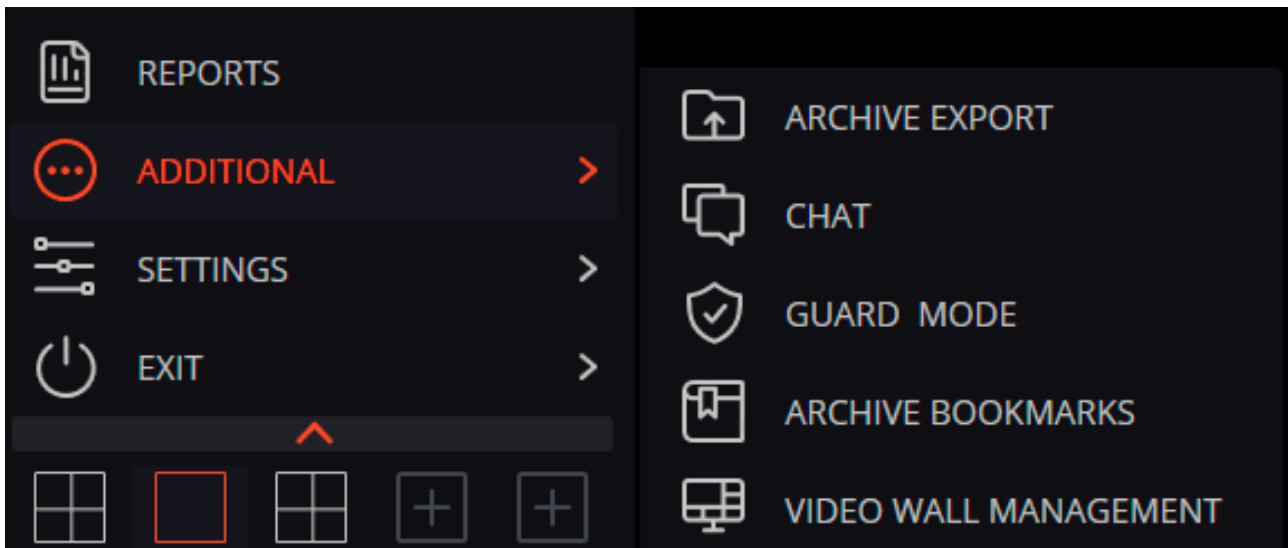 REPORTS
ADDITIONAL
SETTINGS
EXIT
ARCHIVE EXPORT
CHAT
GUARD MODE
ARCHIVE BOOKMARKS
VIDEO WALL MANAGEMENT